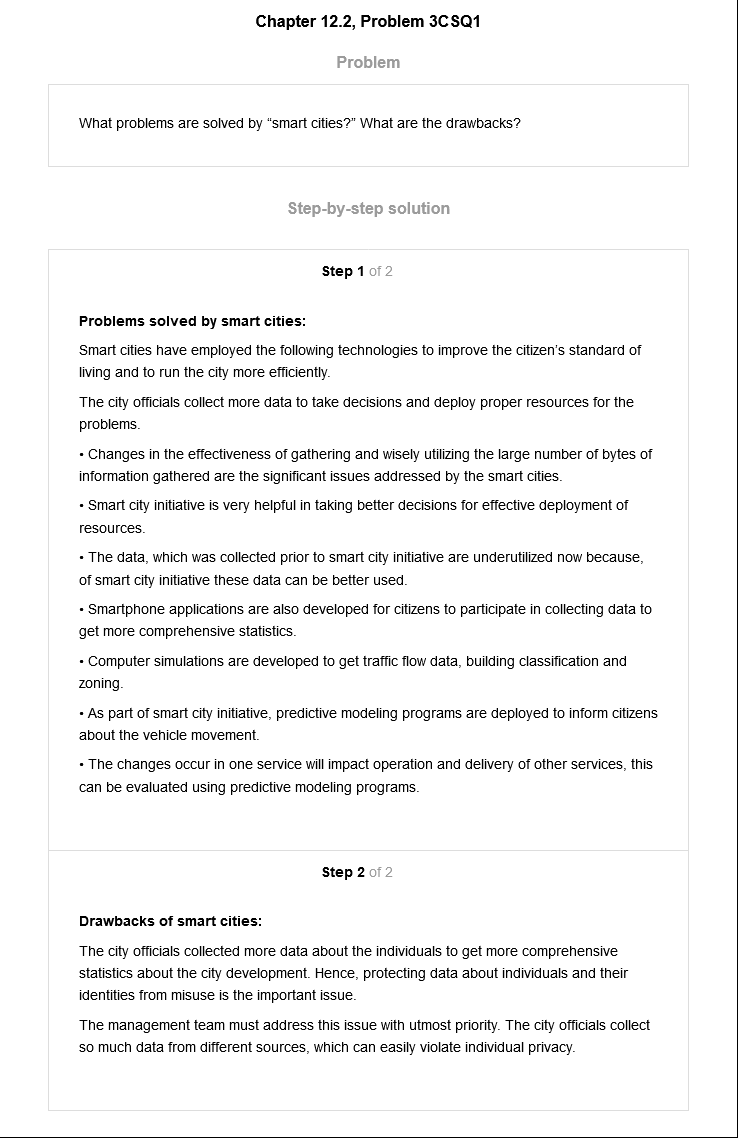 Chapter 12.2, Problem 3CSQ1
Problem
What problems are solved by “smart cities?” What are the drawbacks?
Step-by-step solution
Step 1 of 2
Problems solved by smart cities:
Smart cities have employed the following technologies to improve the citizen’s standard of
living and to run the city more efficiently.
The city officials collect more data to take decisions and deploy proper resources for the
problems.
• Changes in the effectiveness of gathering and wisely utilizing the large number of bytes of
information gathered are the significant issues addressed by the smart cities.
• Smart city initiative is very helpful in taking better decisions for effective deployment of
resources.
• The data, which was collected prior to smart city initiative are underutilized now because,
of smart city initiative these data can be better used.
• Smartphone applications are also developed for citizens to participate in collecting data to
get more comprehensive statistics.
• Computer simulations are developed to get traffic flow data, building classification and
zoning.
• As part of smart city initiative, predictive modeling programs are deployed to inform citizens
about the vehicle movement.
• The changes occur in one service will impact operation and delivery of other services, this
can be evaluated using predictive modeling programs.
Step 2 of 2
Drawbacks of smart cities:
The city officials collected more data about the individuals to get more comprehensive
statistics about the city development. Hence, protecting data about individuals and their
identities from misuse is the important issue.
The management team must address this issue with utmost priority. The city officials collect
so much data from different sources, which can easily violate individual privacy.